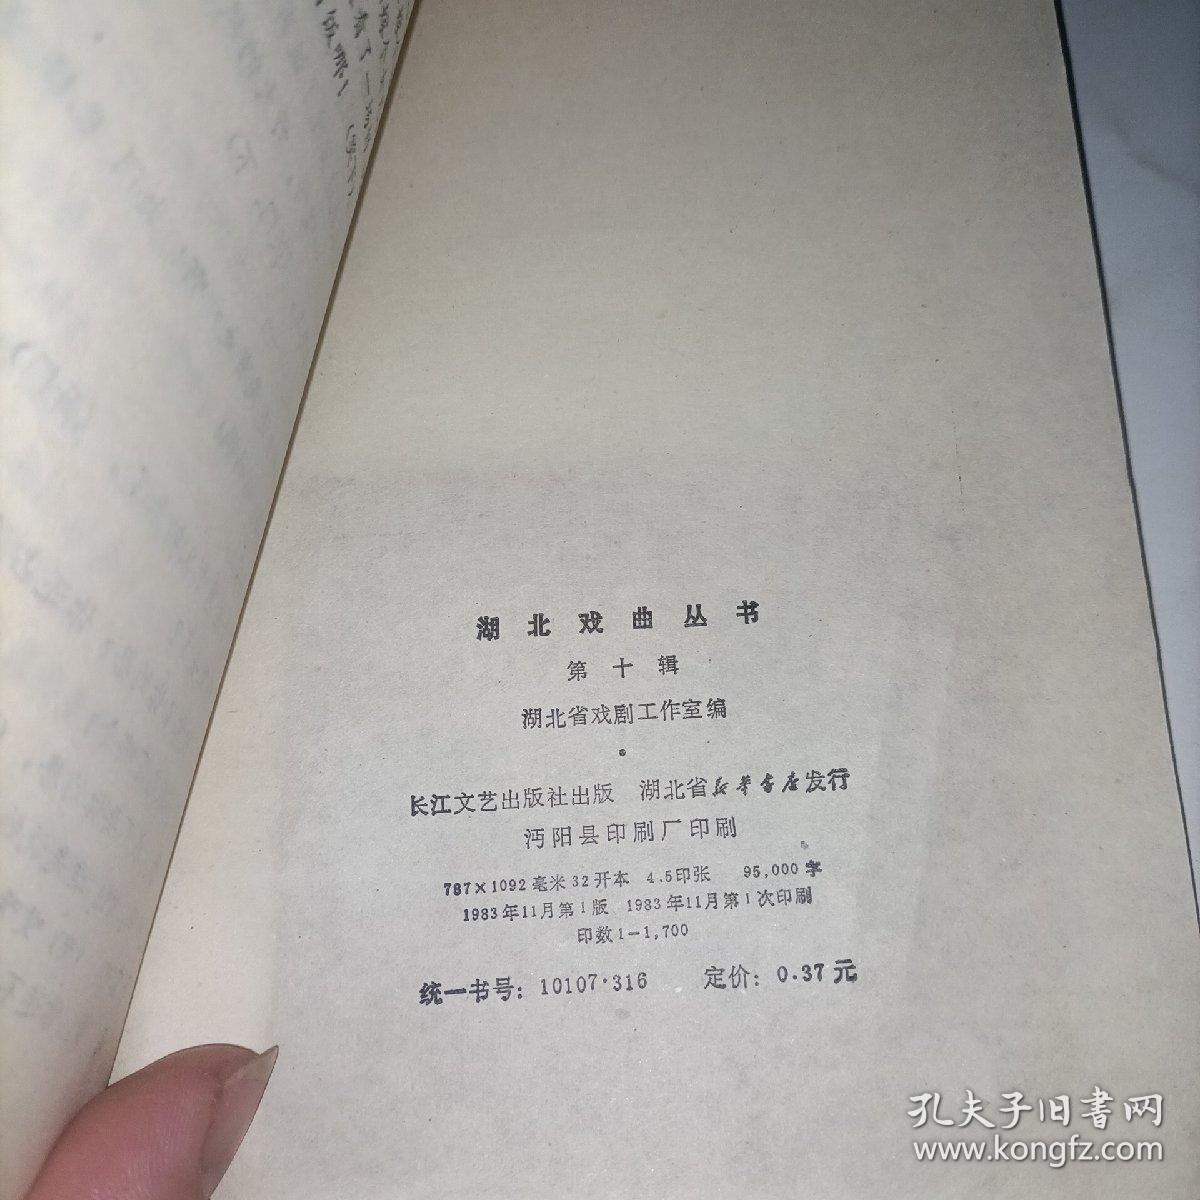 湖北戏曲丛书
第十辑
湖北省戏剧工作室编
长江文艺出版社出版 湖北省新华书店发行
沔阳县印刷厂印刷
787×1092毫米32开本 4.5印张 95,000字
1983年11月第1版 1983年11月第1次印刷
印数1—1,700
统一书号：10107·316 定价：0.37元
孔夫子旧书网
www.kongfz.com